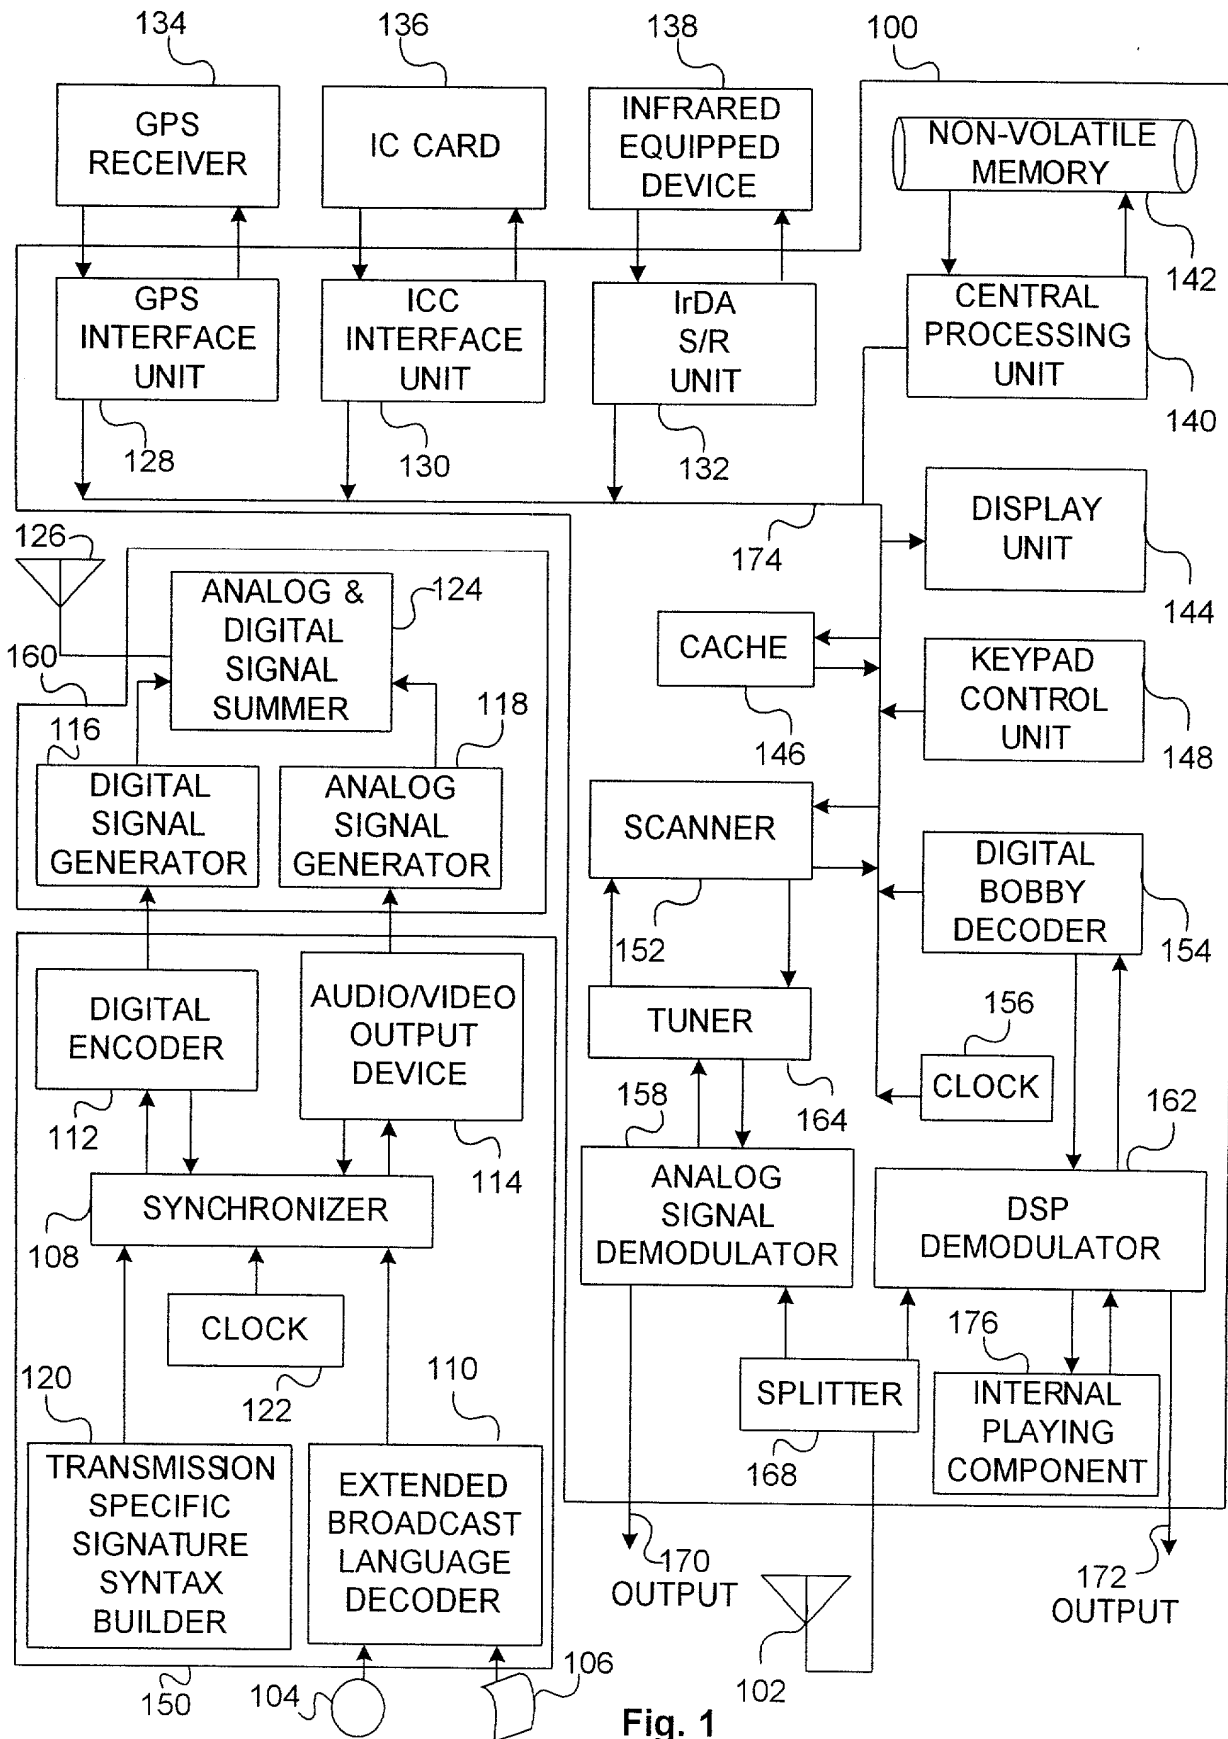 134
136
138
100
GPS
RECEIVER
IC CARD
INFRARED
EQUIPPED
DEVICE
NON-VOLATILE
MEMORY
142
GPS
INTERFACE
UNIT
ICC
INTERFACE
UNIT
IrDA
S/R
UNIT
CENTRAL
PROCESSING
UNIT
140
128
130
132
174
DISPLAY
UNIT
144
126
ANALOG &
DIGITAL
SIGNAL
SUMMER
124
160
116
118
CACHE
146
KEYPAD
CONTROL
UNIT
148
DIGITAL
SIGNAL
GENERATOR
ANALOG
SIGNAL
GENERATOR
SCANNER
152
DIGITAL
BOBBY
DECODER
154
DIGITAL
ENCODER
112
AUDIO/VIDEO
OUTPUT
DEVICE
114
TUNER
164
156
CLOCK
158
162
SYNCHRONIZER
108
ANALOG
SIGNAL
DEMODULATOR
DSP
DEMODULATOR
CLOCK
122
176
120
110
SPLITTER
168
INTERNAL
PLAYING
COMPONENT
TRANSMISSION
SPECIFIC
SIGNATURE
SYNTAX
BUILDER
EXTENDED
BROADCAST
LANGUAGE
DECODER
170
OUTPUT
172
OUTPUT
150
104
106
102
Fig. 1